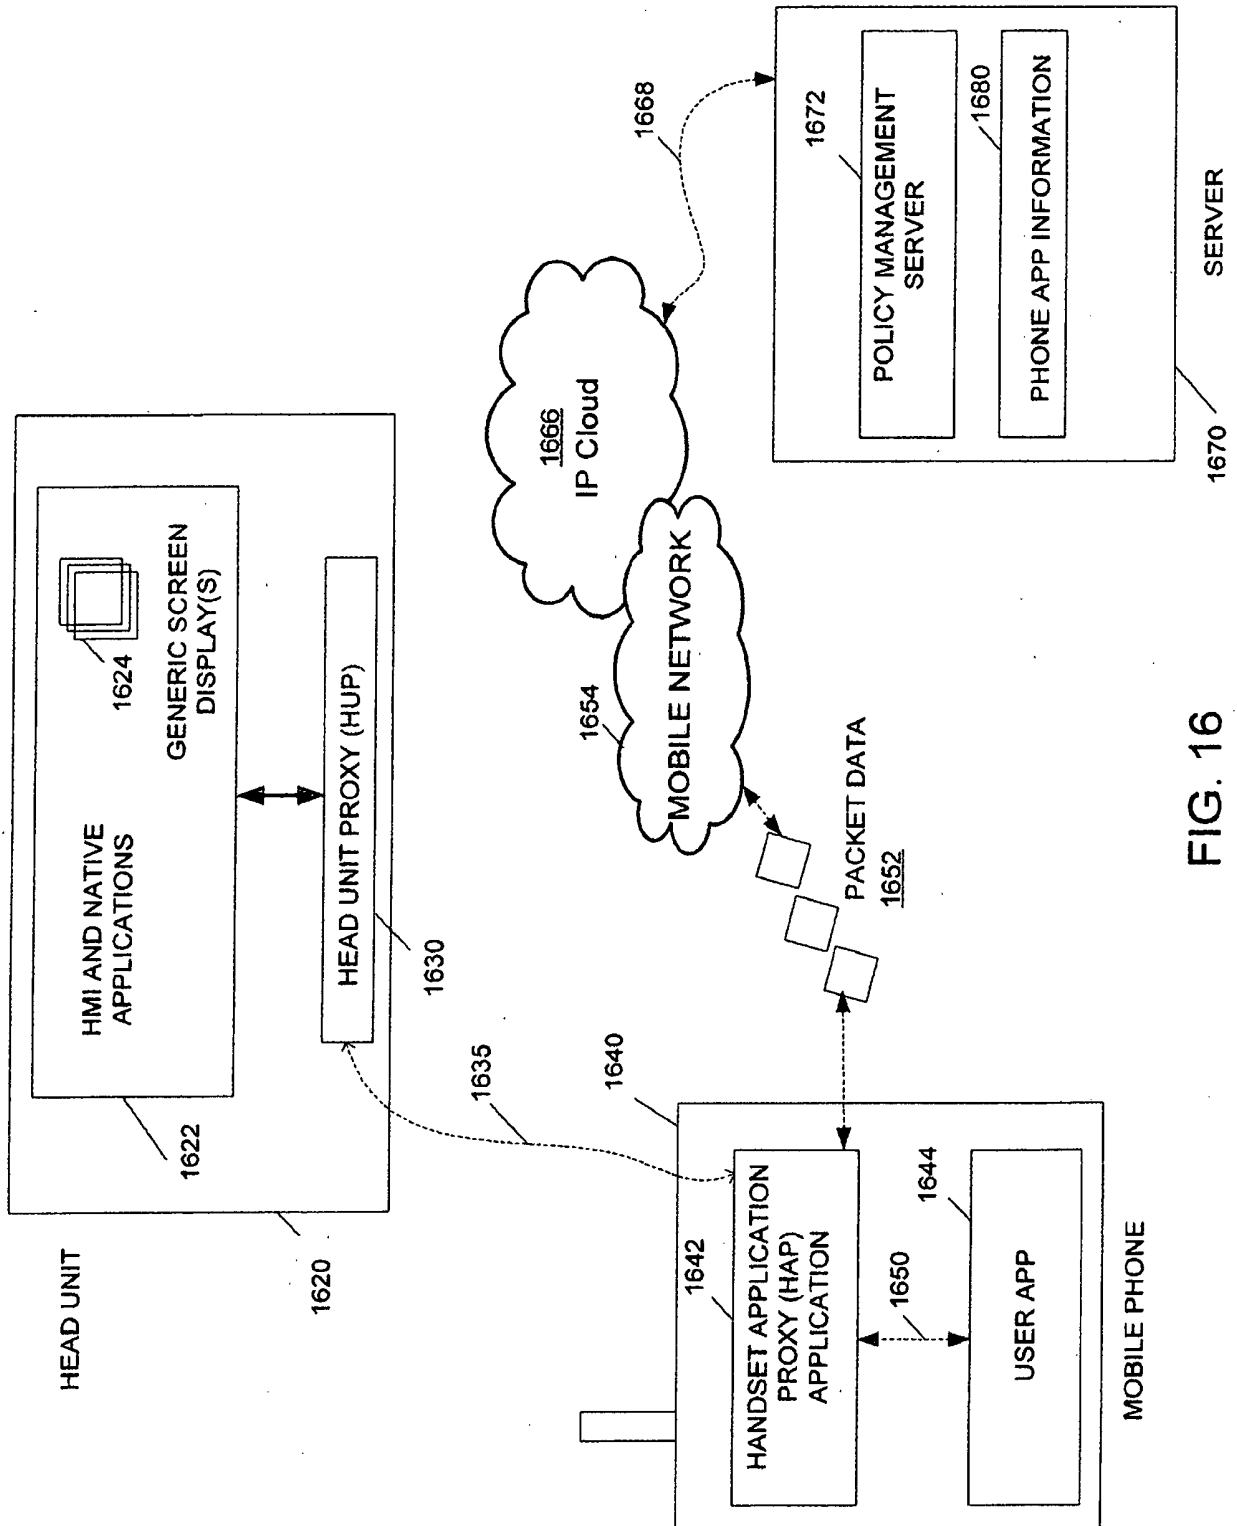 HEAD UNIT
1620
1622
HMI AND NATIVE
APPLICATIONS
1624
GENERIC SCREEN
DISPLAY(S)
HEAD UNIT PROXY (HUP)
1630
1635
1640
1642
HANDSET APPLICATION
PROXY (HAP)
APPLICATION
1650
1644
USER APP
MOBILE PHONE
PACKET DATA
1652
1654
MOBILE NETWORK
1666
IP Cloud
1668
1672
POLICY MANAGEMENT
SERVER
1680
PHONE APP INFORMATION
1670
SERVER
FIG. 16